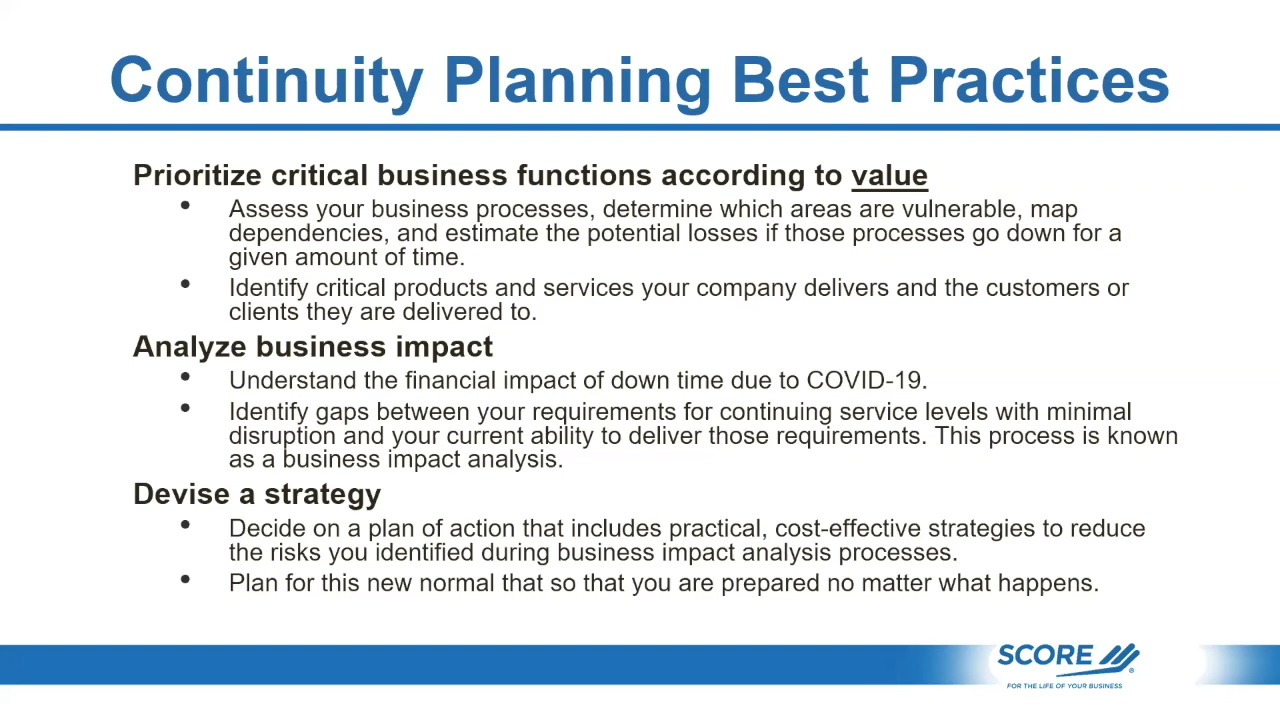 Continuity Planning Best Practices
Prioritize critical business functions according to value
• Assess your business processes, determine which areas are vulnerable, map
dependencies, and estimate the potential losses if those processes go down for a
given amount of time.
• Identify critical products and services your company delivers and the customers or
clients they are delivered to.
Analyze business impact
• Understand the financial impact of down time due to COVID-19.
• Identify gaps between your requirements for continuing service levels with minimal
disruption and your current ability to deliver those requirements. This process is known
as a business impact analysis.
Devise a strategy
• Decide on a plan of action that includes practical, cost-effective strategies to reduce
the risks you identified during business impact analysis processes.
• Plan for this new normal that so that you are prepared no matter what happens.
SCORE®
FOR THE LIFE OF YOUR BUSINESS